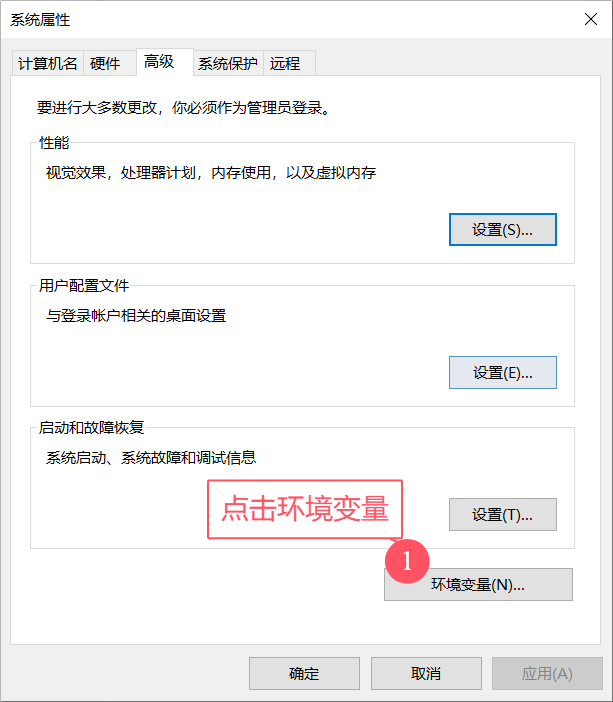 系统属性
计算机名 硬件 高级 系统保护 远程
要进行大多数更改，你必须作为管理员登录。
性能
视觉效果，处理器计划，内存使用，以及虚拟内存
设置(S)...
用户配置文件
与登录帐户相关的桌面设置
设置(E)...
启动和故障恢复
系统启动、系统故障和调试信息
点击环境变量
设置(T)...
1
环境变量(N)...
确定 取消 应用(A)